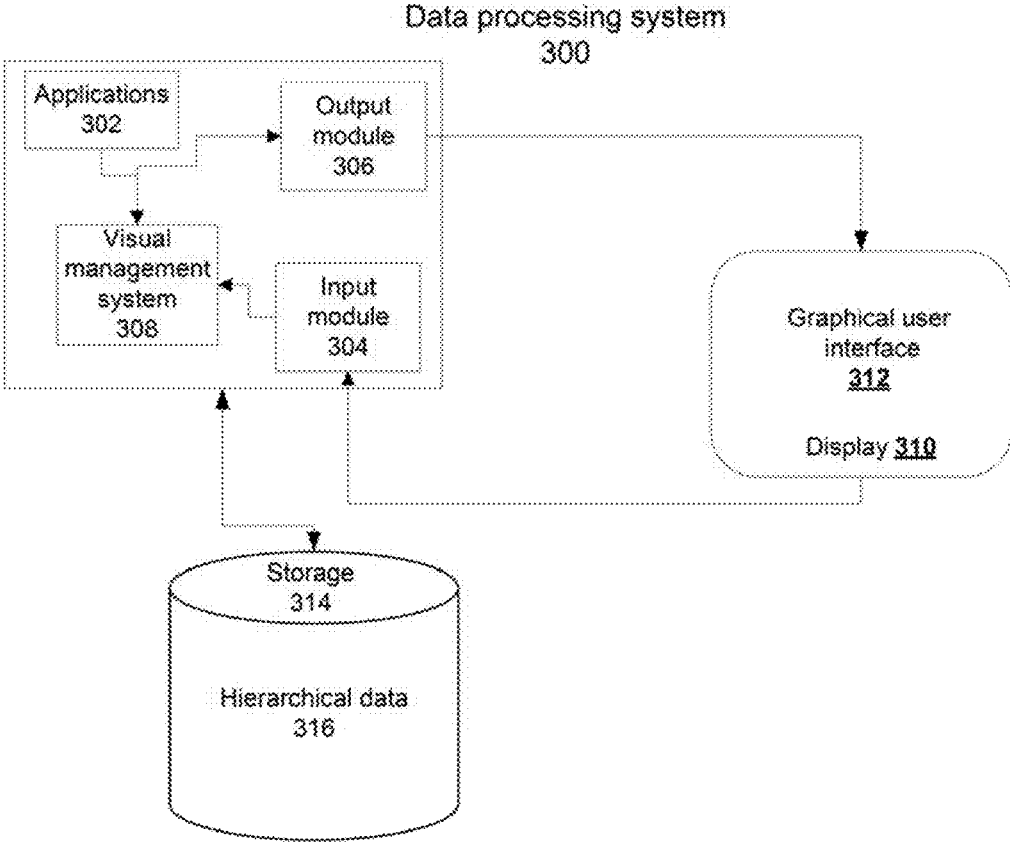 Data processing system
300
Applications
302
Output
module
306
Visual
management
system
308
Input
module
304
Graphical user
interface
312
Display 310
Storage
314
Hierarchical data
316